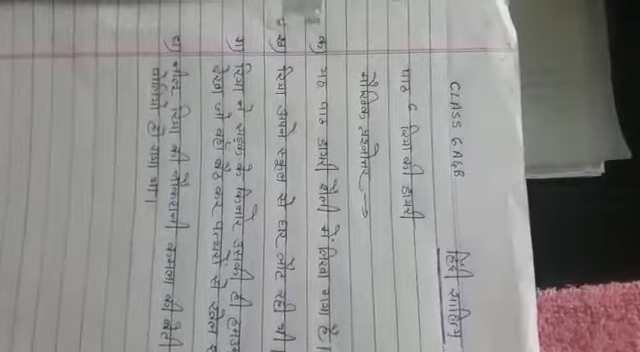 CLASS 6 A&B
हिंदी साहित्य
पाठ 6 रिया की डायरी
मौखिक प्रश्नोत्तर →
क) यह पाठ डायरी शैली में लिखा गया है।
ख) रिया अपने स्कूल से घर लौट रही थी।
ग) रिया ने सड़क के किनारे उसकी ही हमउम्र
देखा जो वहाँ बैठ कर पत्थरों से खेल
घ) रिया की नौकरानी कमला की बेटी
पोलियो हो गया था।